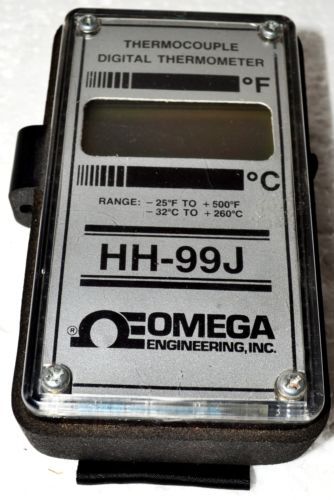 THERMOCOUPLE
DIGITAL THERMOMETER
°F
°C
RANGE: – 25°F TO + 500°F
– 32°C TO + 260°C
HH-99J
® OMEGA
ENGINEERING, INC.